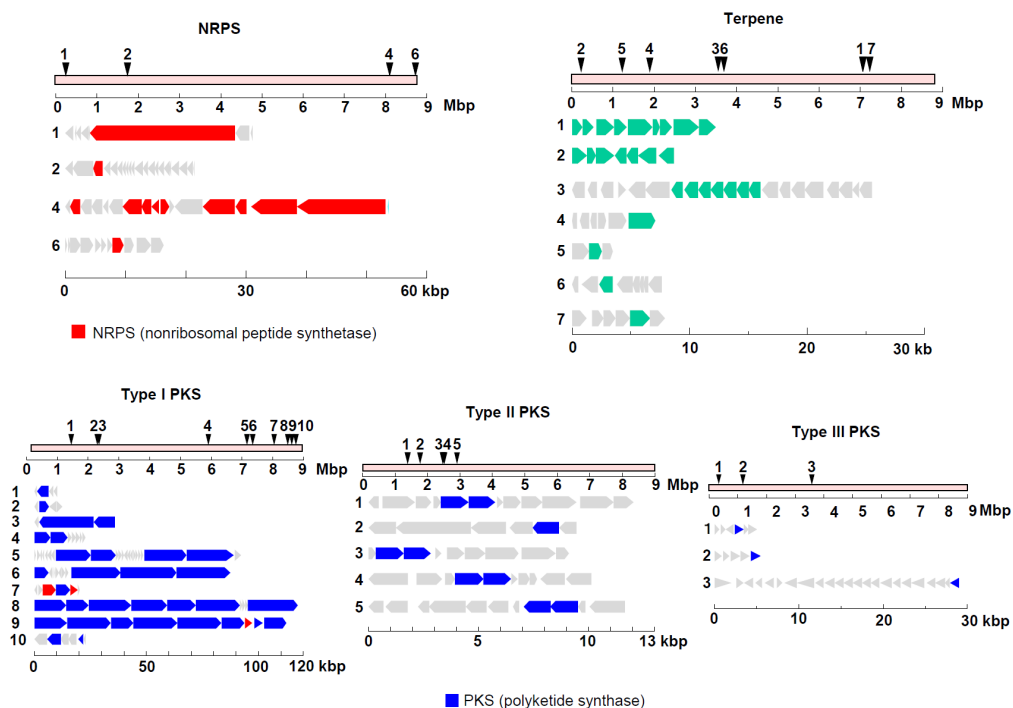 NRPS
1 2 4 6
0 1 2 3 4 5 6 7 8 9 Mbp
1
2
4
6
0 30 60 kbp
NRPS (nonribosomal peptide synthetase)
Terpene
2 5 4 36 1 7
0 1 2 3 4 5 6 7 8 9 Mbp
1
2
3
4
5
6
7
0 10 20 30 kb
Type I PKS
1 23 4 56 7 8910
0 1 2 3 4 5 6 7 8 9 Mbp
1
2
3
4
5
6
7
8
9
10
0 50 100 120 kbp
Type II PKS
1 2 34 5
0 1 2 3 4 5 6 7 8 9 Mbp
1
2
3
4
5
0 5 10 13 kbp
Type III PKS
1 2 3
0 1 2 3 4 5 6 7 8 9 Mbp
1
2
3
0 10 20 30 kbp
PKS (polyketide synthase)